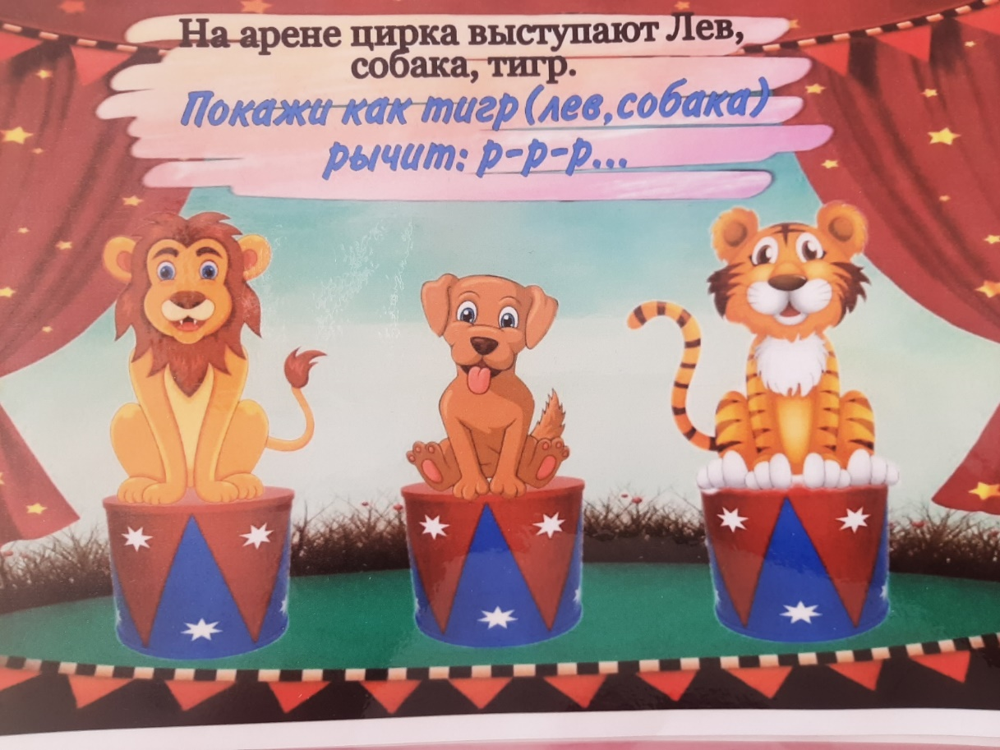 На арене цирка выступают Лев,
собака, тигр.
Покажи как тигр (лев, собака)
рычит: р-р-р...